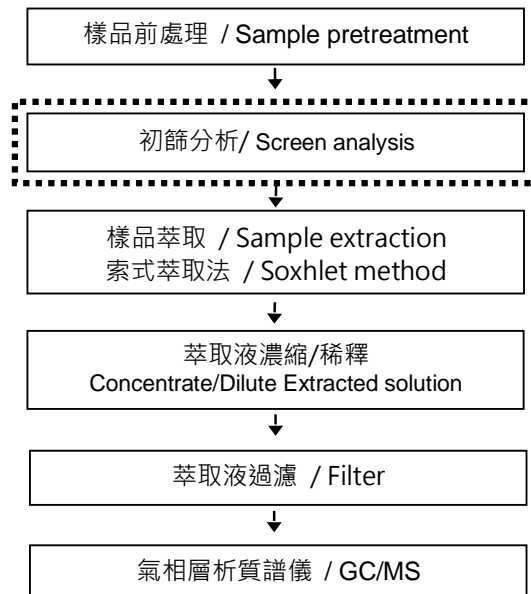 樣品前處理 / Sample pretreatment
初篩分析/ Screen analysis
樣品萃取 / Sample extraction
索式萃取法 / Soxhlet method
萃取液濃縮/稀釋
Concentrate/Dilute Extracted solution
萃取液過濾 / Filter
氣相層析質譜儀 / GC/MS